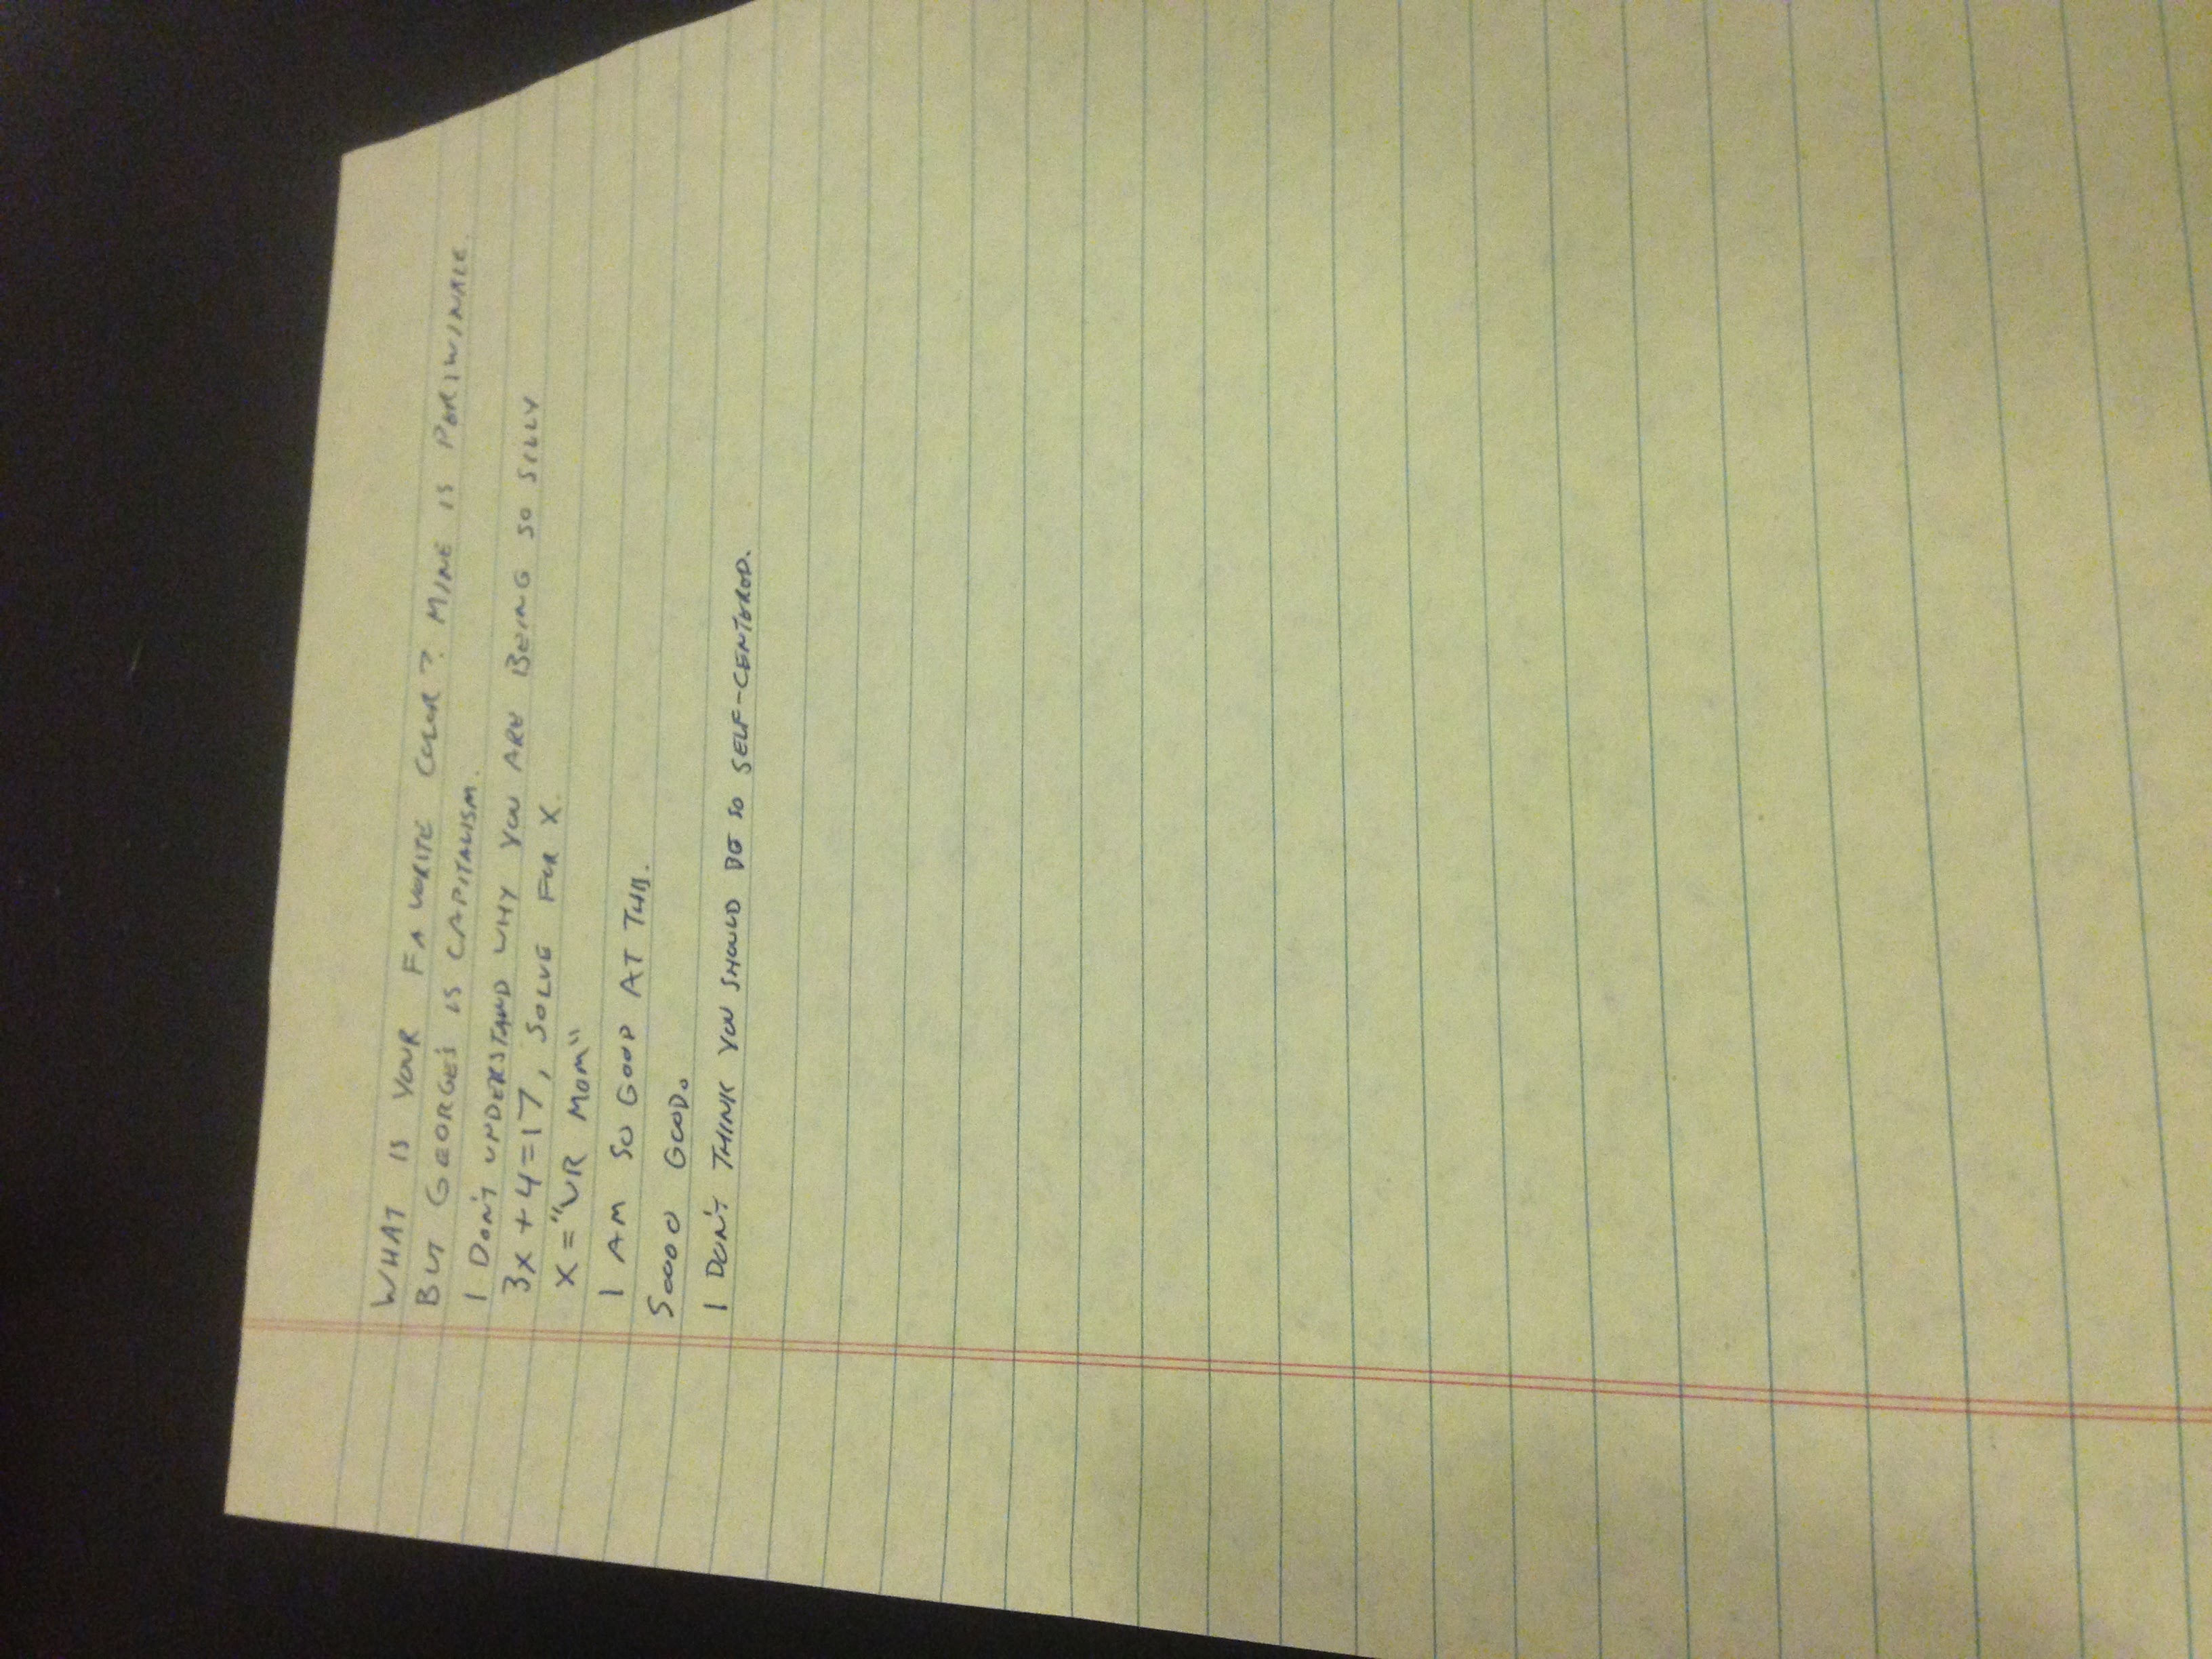 WHAT IS YOUR FAVORITE COLOR? MINE IS PERIWINKLE.
BUT GEORGE'S IS CAPITALISM.
I DON'T UNDERSTAND WHY YOU ARE BEING SO SILLY
3x+4=17, SOLVE FOR X.
X="UR MOM"
I AM SO GOOD AT THIS.
SOOOO GOOD.
I DON'T THINK YOU SHOULD BE SO SELF-CENTERED.